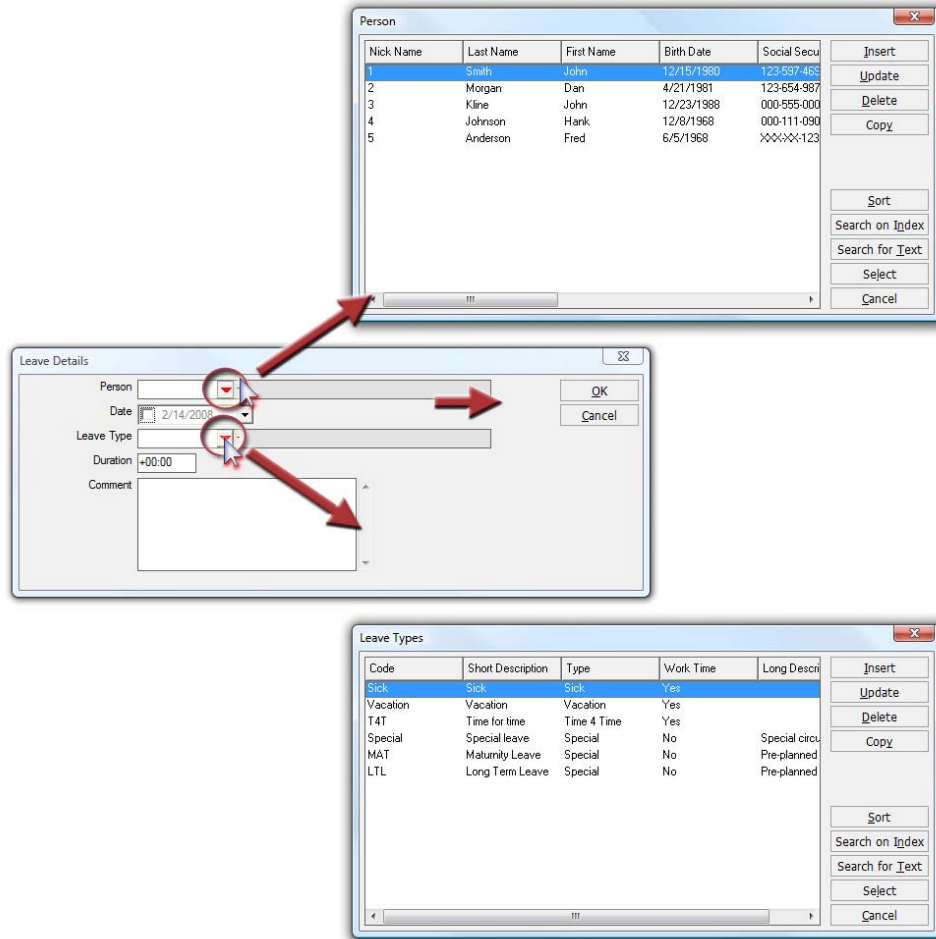 Person
Nick Name Last Name First Name Birth Date Social Secu
1 Smith John 12/15/1980 123-597-465
2 Morgan Dan 4/21/1981 123-654-987
3 Kline John 12/23/1988 000-555-000
4 Johnson Hank 12/8/1968 000-111-090
5 Anderson Fred 6/5/1968 XXX-XX-123
Insert
Update
Delete
Copy
Sort
Search on Index
Search for Text
Select
Cancel
Leave Details
Person
Date 2/14/2008
Leave Type
Duration +00:00
Comment
OK
Cancel
Leave Types
Code Short Description Type Work Time Long Descri
Sick Sick Sick Yes
Vacation Vacation Vacation Yes
T4T Time for time Time 4 Time Yes
Special Special leave Special No Special circu
MAT Maturnity Leave Special No Pre-planned
LTL Long Term Leave Special No Pre-planned
Insert
Update
Delete
Copy
Sort
Search on Index
Search for Text
Select
Cancel